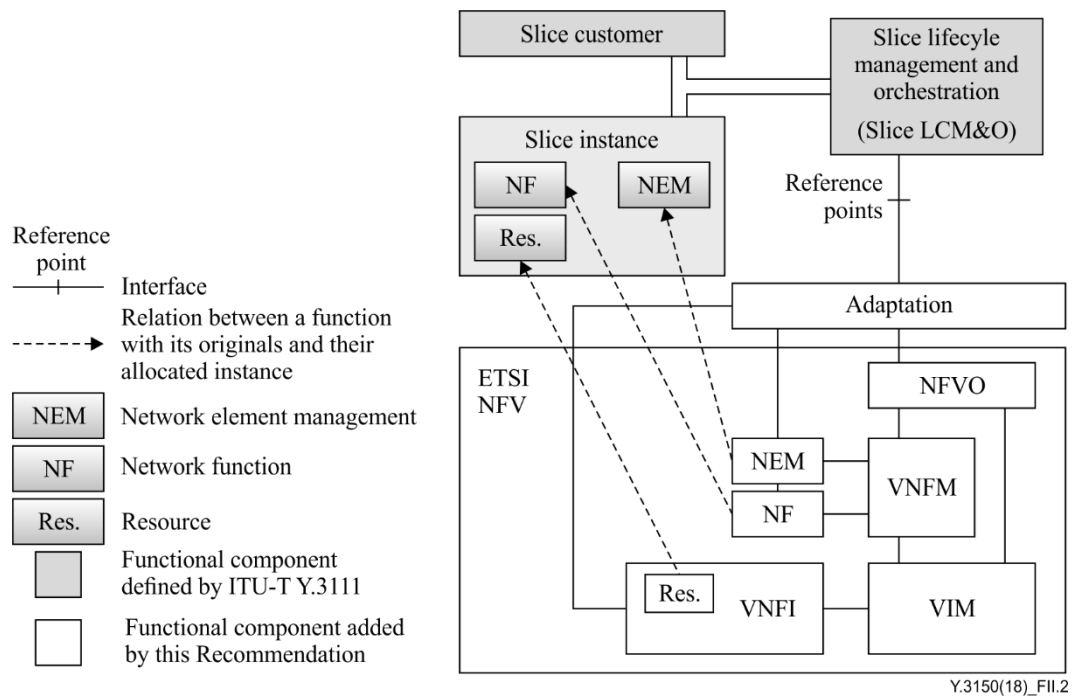 Slice customer
Slice lifecyle
management and
orchestration
(Slice LCM&O)
Slice instance
NF
NEM
Res.
Reference
points
Adaptation
ETSI
NFV
NFVO
NEM
NF
VNFM
Res.
VNFI
VIM
Reference
point
Interface
Relation between a function
with its originals and their
allocated instance
NEM
Network element management
NF
Network function
Res.
Resource
Functional component
defined by ITU-T Y.3111
Functional component added
by this Recommendation
Y.3150(18)_FII.2